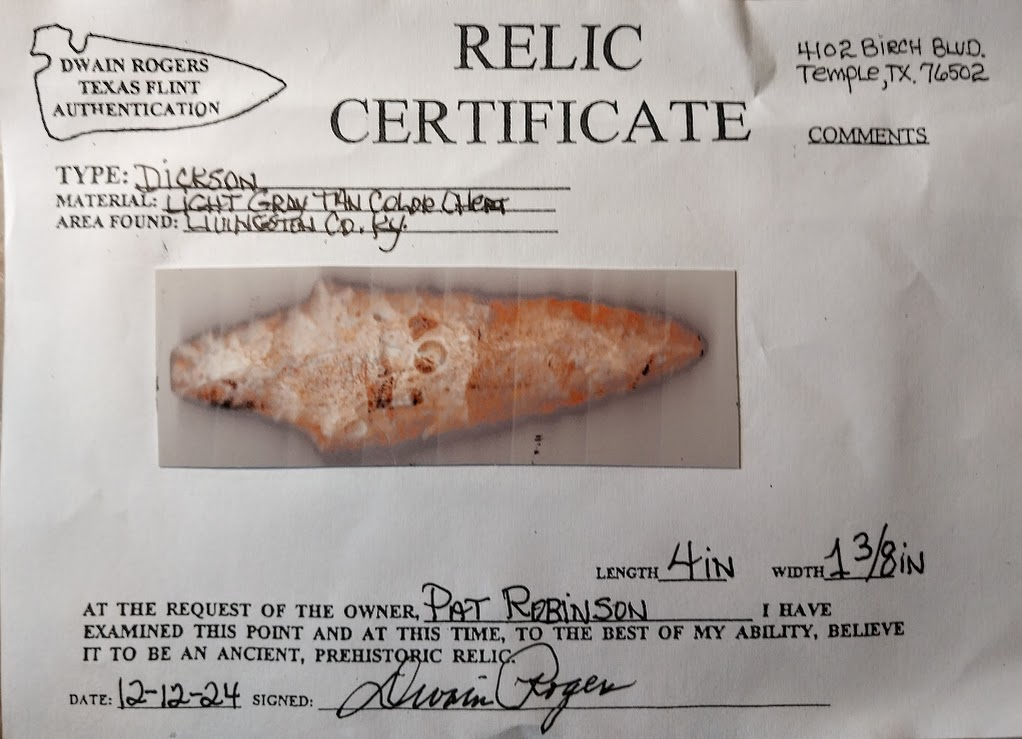 DWAIN ROGERS
TEXAS FLINT
AUTHENTICATION
RELIC
CERTIFICATE
4102 BIRCH BLVD.
TEMPLE, TX. 76502
COMMENTS
TYPE: DICKSON
MATERIAL: LIGHT GRAY TAN COLOR CHERT
AREA FOUND: LIVINGSTON CO. KY.
LENGTH 4 IN WIDTH 1 3/8 IN
AT THE REQUEST OF THE OWNER, PAT ROBINSON I HAVE
EXAMINED THIS POINT AND AT THIS TIME, TO THE BEST OF MY ABILITY, BELIEVE
IT TO BE AN ANCIENT, PREHISTORIC RELIC.
DATE: 12-12-24 SIGNED: Dwain Rogers